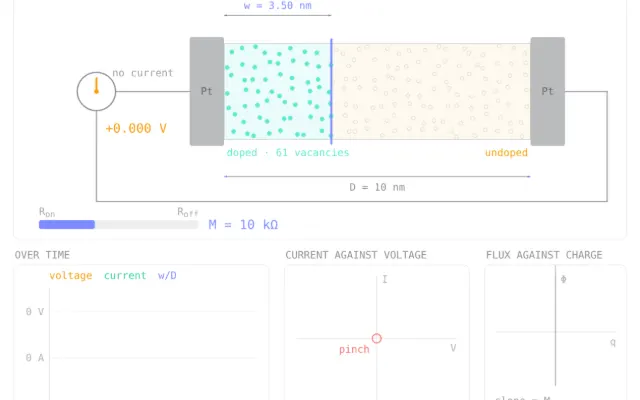 w = 3.50 nm
no current
Pt
Pt
+0.000 V
doped · 61 vacancies
undoped
D = 10 nm
Ron
Roff
M = 10 kΩ
OVER TIME
CURRENT AGAINST VOLTAGE
FLUX AGAINST CHARGE
voltage current w/D
0 V
0 A
I
V
pinch
Φ
q
slope = M